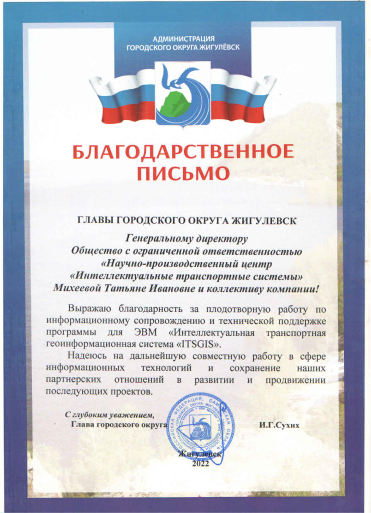 АДМИНИСТРАЦИЯ
ГОРОДСКОГО ОКРУГА ЖИГУЛЁВСК
БЛАГОДАРСТВЕННОЕ
ПИСЬМО
ГЛАВЫ ГОРОДСКОГО ОКРУГА ЖИГУЛЕВСК
Генеральному директору
Общество с ограниченной ответственностью
«Научно-производственный центр
«Интеллектуальные транспортные системы»
Михеевой Татьяне Ивановне и коллективу компании!
Выражаю благодарность за плодотворную работу по
информационному сопровождению и технической поддержке
программы для ЭВМ «Интеллектуальная транспортная
геоинформационная система «ITSGIS».
Надеюсь на дальнейшую совместную работу в сфере
информационных технологий и сохранение наших
партнерских отношений в развитии и продвижении
последующих проектов.
С глубоким уважением,
Глава городского округа И.Г.Сухих
Жигулевск
2022